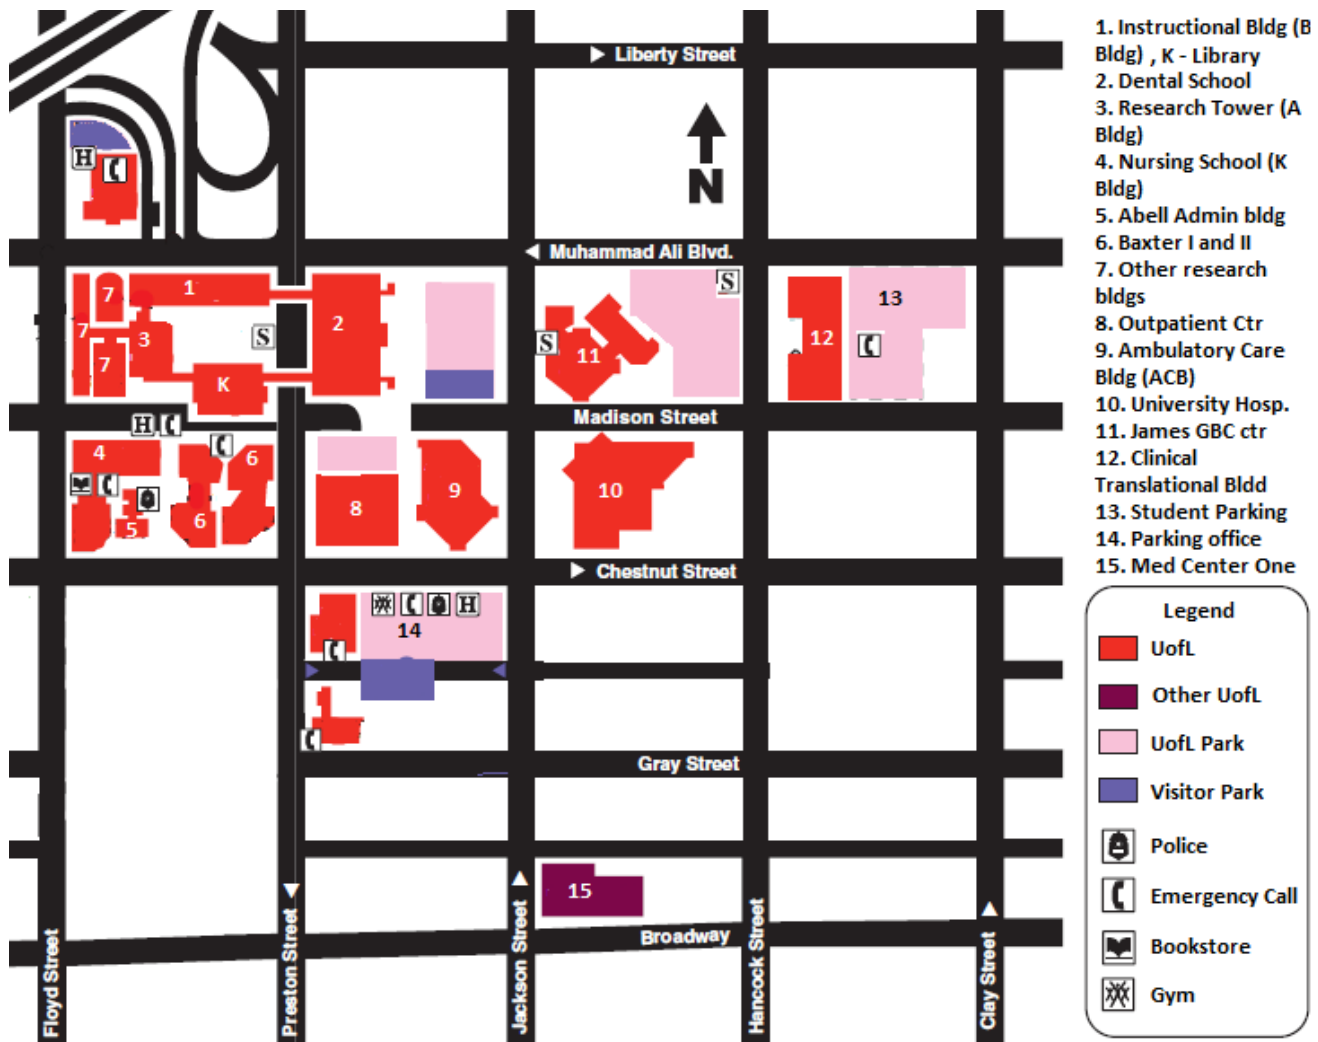 Liberty Street
N
H
Muhammad Ali Blvd.
7
1
S
2
13
7
3
S
12
7
S
11
K
Madison Street
H
4
6
9
10
8
6
5
Chestnut Street
H
14
Gray Street
15
Broadway
Floyd Street
Preston Street
Jackson Street
Hancock Street
Clay Street
1. Instructional Bldg (B
Bldg) , K - Library
2. Dental School
3. Research Tower (A
Bldg)
4. Nursing School (K
Bldg)
5. Abell Admin bldg
6. Baxter I and II
7. Other research
bldgs
8. Outpatient Ctr
9. Ambulatory Care
Bldg (ACB)
10. University Hosp.
11. James GBC ctr
12. Clinical
Translational Bldd
13. Student Parking
14. Parking office
15. Med Center One
Legend
UofL
Other UofL
UofL Park
Visitor Park
Police
Emergency Call
Bookstore
Gym